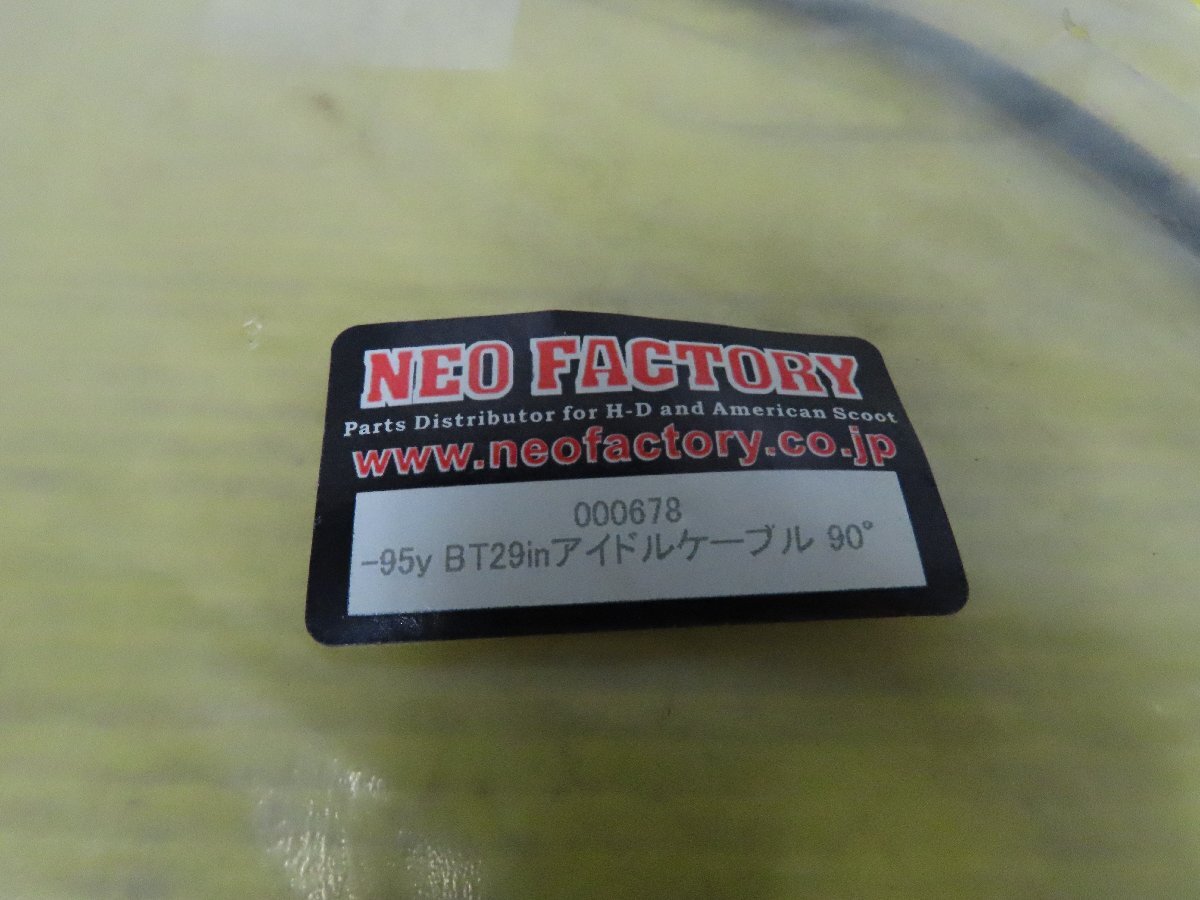 NEO FACTORY
Parts Distributor for H-D and American Scoot
www.neofactory.co.jp
000678
-95y BT29inアイドルケーブル 90°